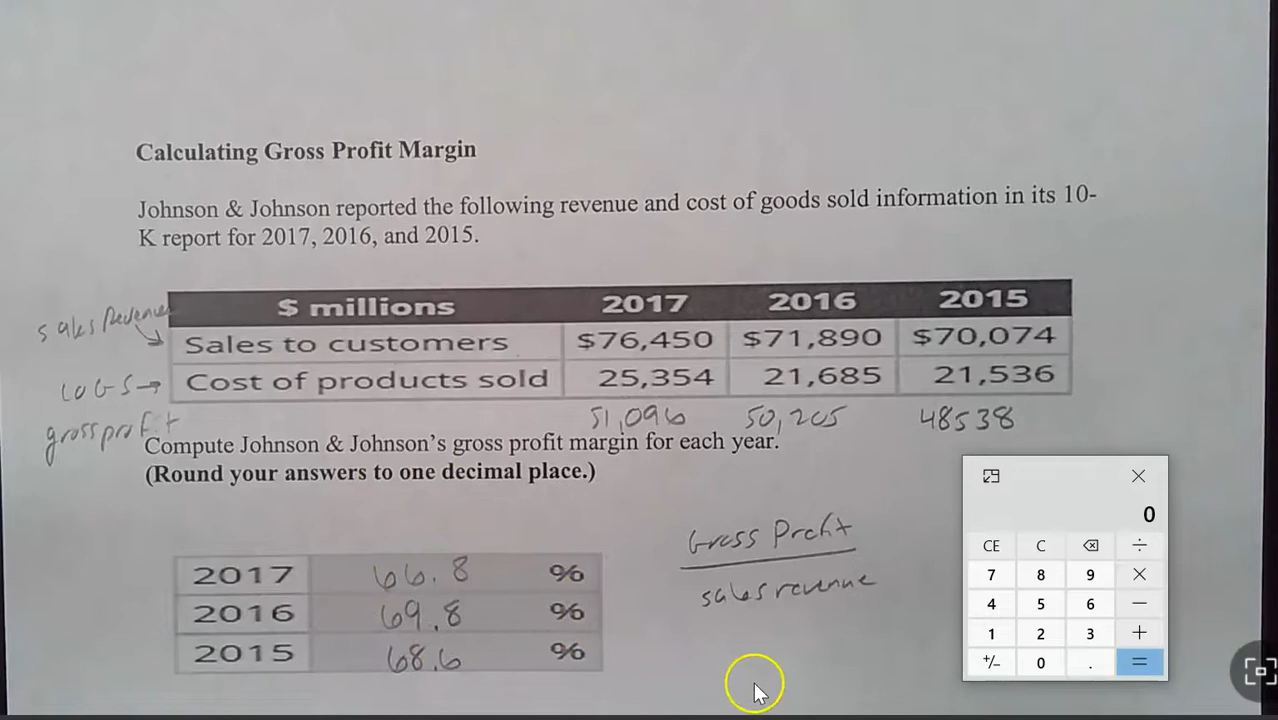 Calculating Gross Profit Margin
Johnson & Johnson reported the following revenue and cost of goods sold information in its 10-
K report for 2017, 2016, and 2015.
sales Revenue
$ millions 2017 2016 2015
Sales to customers $76,450 $71,890 $70,074
COGS → Cost of products sold 25,354 21,685 21,536
gross profit 51,096 50,205 48538
Compute Johnson & Johnson's gross profit margin for each year.
(Round your answers to one decimal place.)
Gross Profit
sales revenue
2017 66.8 %
2016 69.8 %
2015 68.6 %
0
CE C ÷
7 8 9 ×
4 5 6 −
1 2 3 +
+/− 0 . =